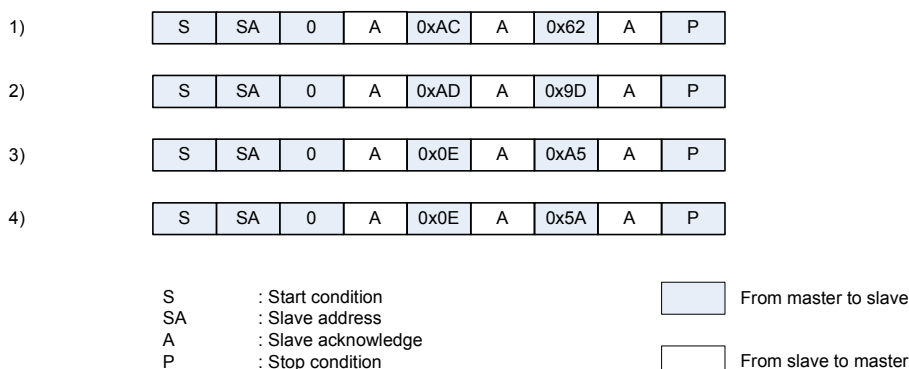 1) S SA 0 A 0xAC A 0x62 A P
2) S SA 0 A 0xAD A 0x9D A P
3) S SA 0 A 0x0E A 0xA5 A P
4) S SA 0 A 0x0E A 0x5A A P
S : Start condition
SA : Slave address
A : Slave acknowledge
P : Stop condition
From master to slave
From slave to master